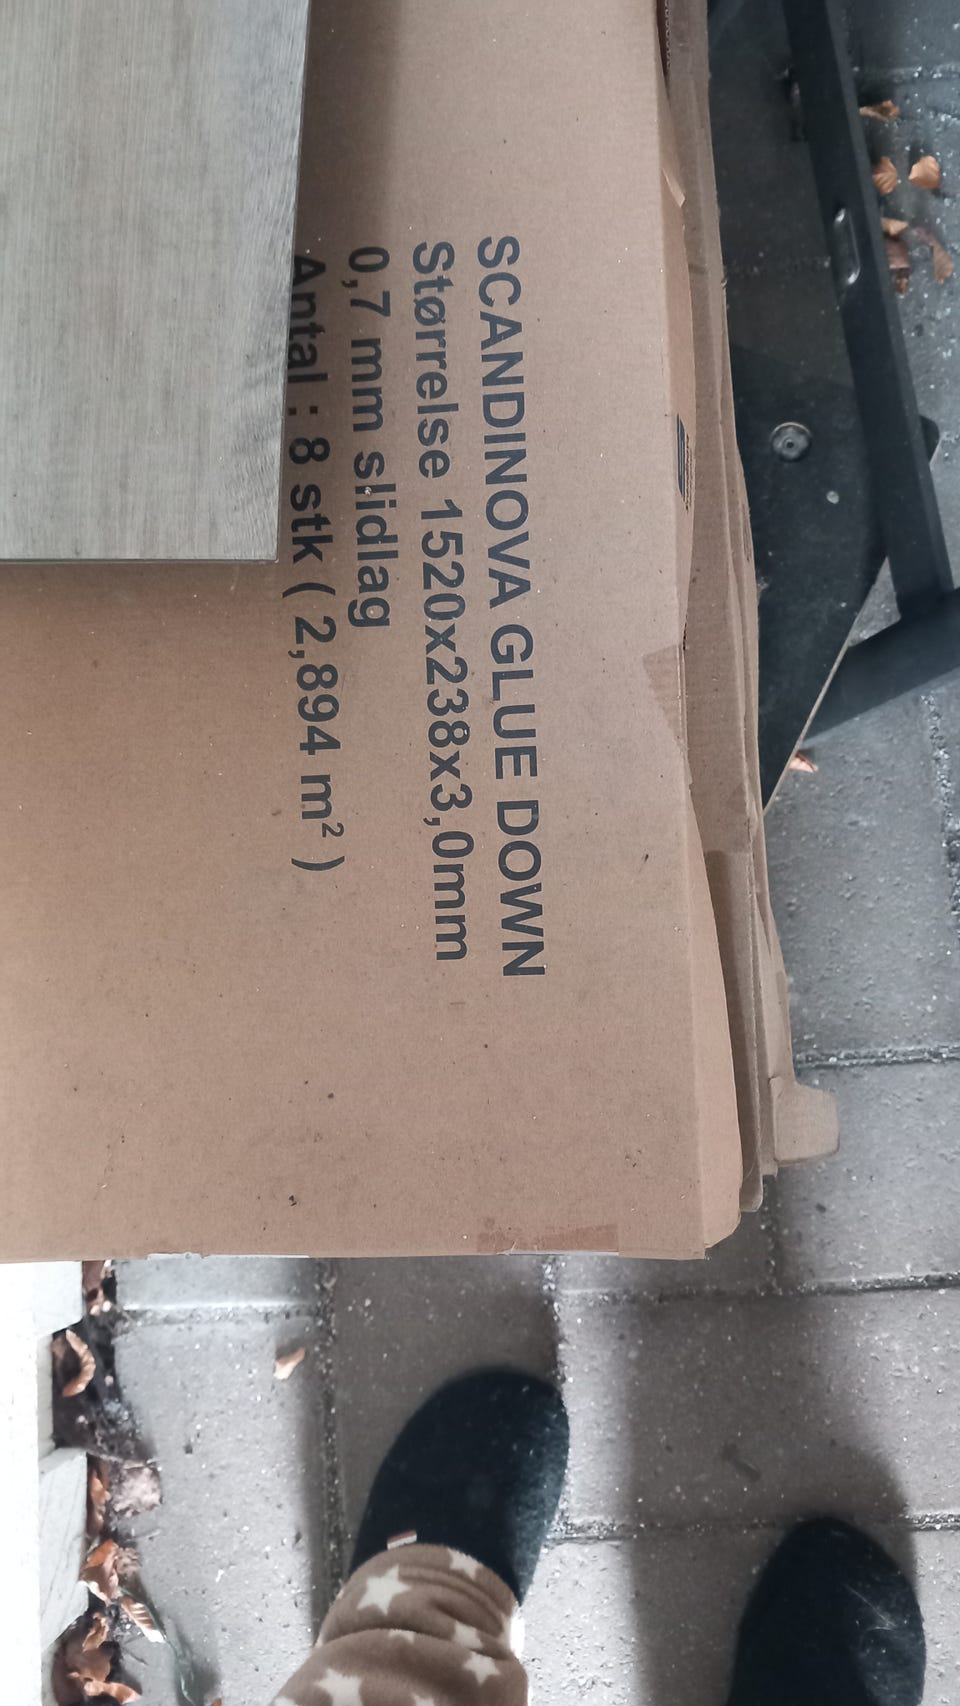 SCANDINOVA GLUE DOWN
Størrelse 1520x238x3,0mm
0,7 mm slidlag
Antal : 8 stk ( 2,894 m² )